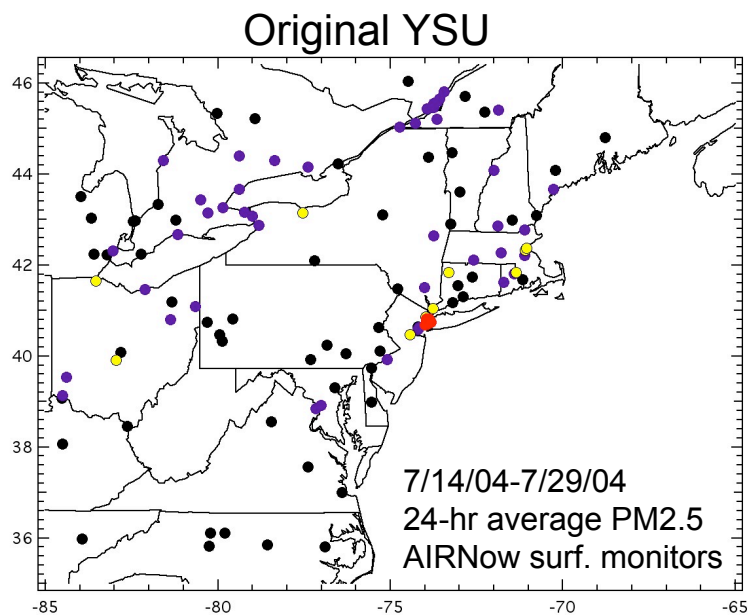 Original YSU
46
44
42
40
38
36
7/14/04-7/29/04
24-hr average PM2.5
AIRNow surf. monitors
-85 -80 -75 -70 -65